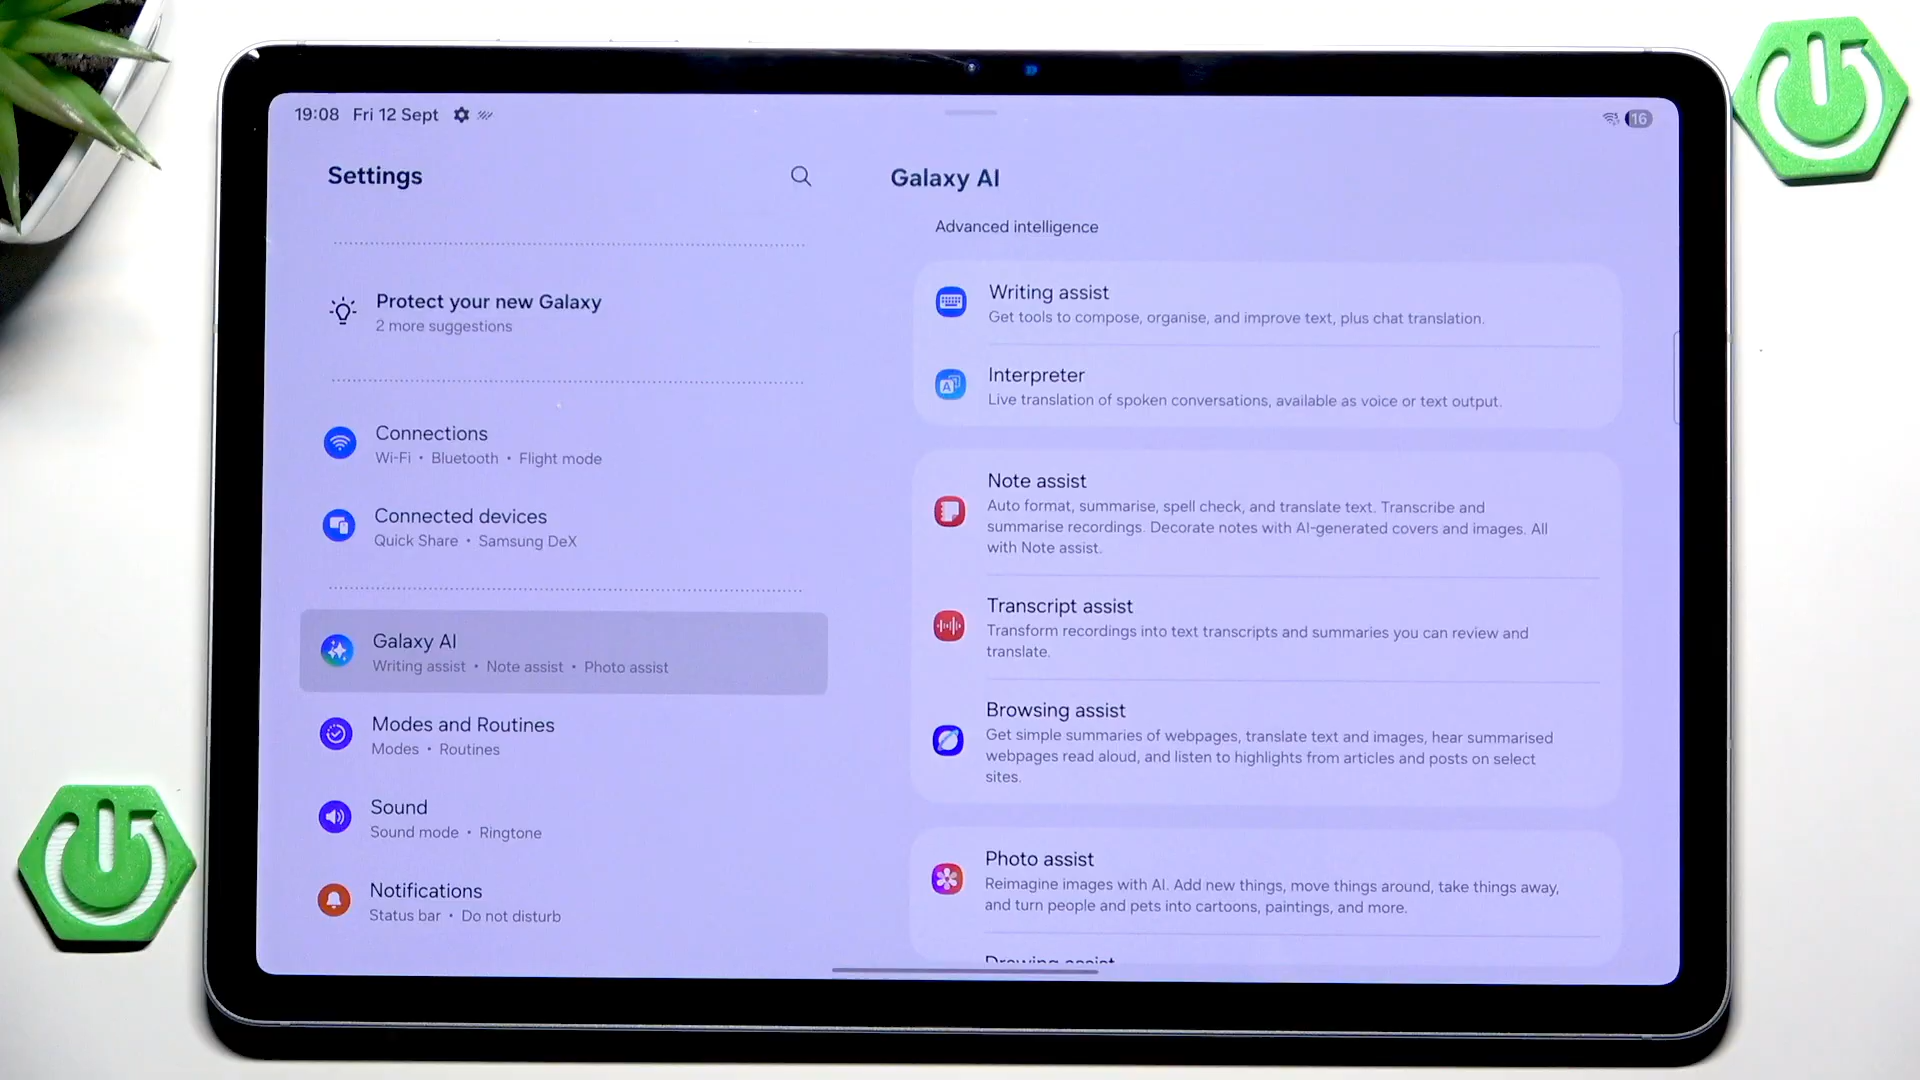 19:08 Fri 12 Sept
16
Settings
Protect your new Galaxy
2 more suggestions
Connections
Wi-Fi • Bluetooth • Flight mode
Connected devices
Quick Share • Samsung DeX
Galaxy AI
Writing assist • Note assist • Photo assist
Modes and Routines
Modes • Routines
Sound
Sound mode • Ringtone
Notifications
Status bar • Do not disturb
Galaxy AI
Advanced intelligence
Writing assist
Get tools to compose, organise, and improve text, plus chat translation.
Interpreter
Live translation of spoken conversations, available as voice or text output.
Note assist
Auto format, summarise, spell check, and translate text. Transcribe and
summarise recordings. Decorate notes with AI-generated covers and images. All
with Note assist.
Transcript assist
Transform recordings into text transcripts and summaries you can review and
translate.
Browsing assist
Get simple summaries of webpages, translate text and images, hear summarised
webpages read aloud, and listen to highlights from articles and posts on select
sites.
Photo assist
Reimagine images with AI. Add new things, move things around, take things away,
and turn people and pets into cartoons, paintings, and more.
Drawing assist